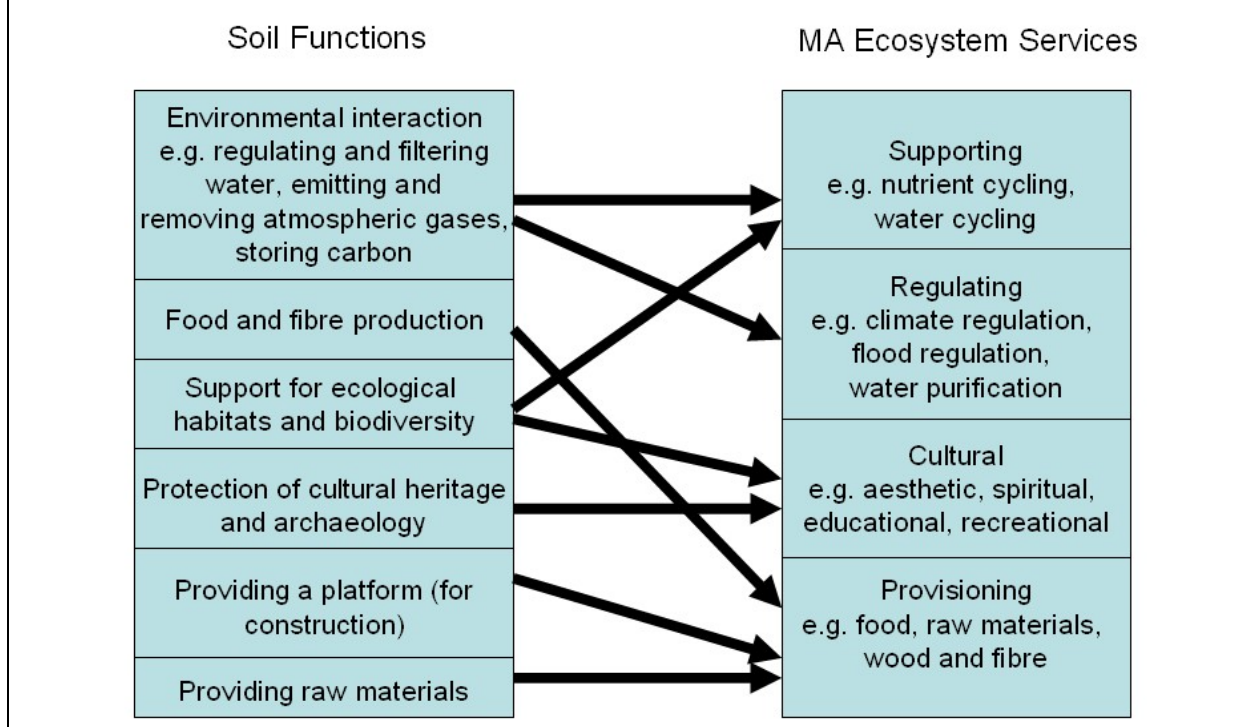 Soil Functions
MA Ecosystem Services
Environmental interaction
e.g. regulating and filtering
water, emitting and
removing atmospheric gases,
storing carbon
Food and fibre production
Support for ecological
habitats and biodiversity
Protection of cultural heritage
and archaeology
Providing a platform (for
construction)
Providing raw materials
Supporting
e.g. nutrient cycling,
water cycling
Regulating
e.g. climate regulation,
flood regulation,
water purification
Cultural
e.g. aesthetic, spiritual,
educational, recreational
Provisioning
e.g. food, raw materials,
wood and fibre